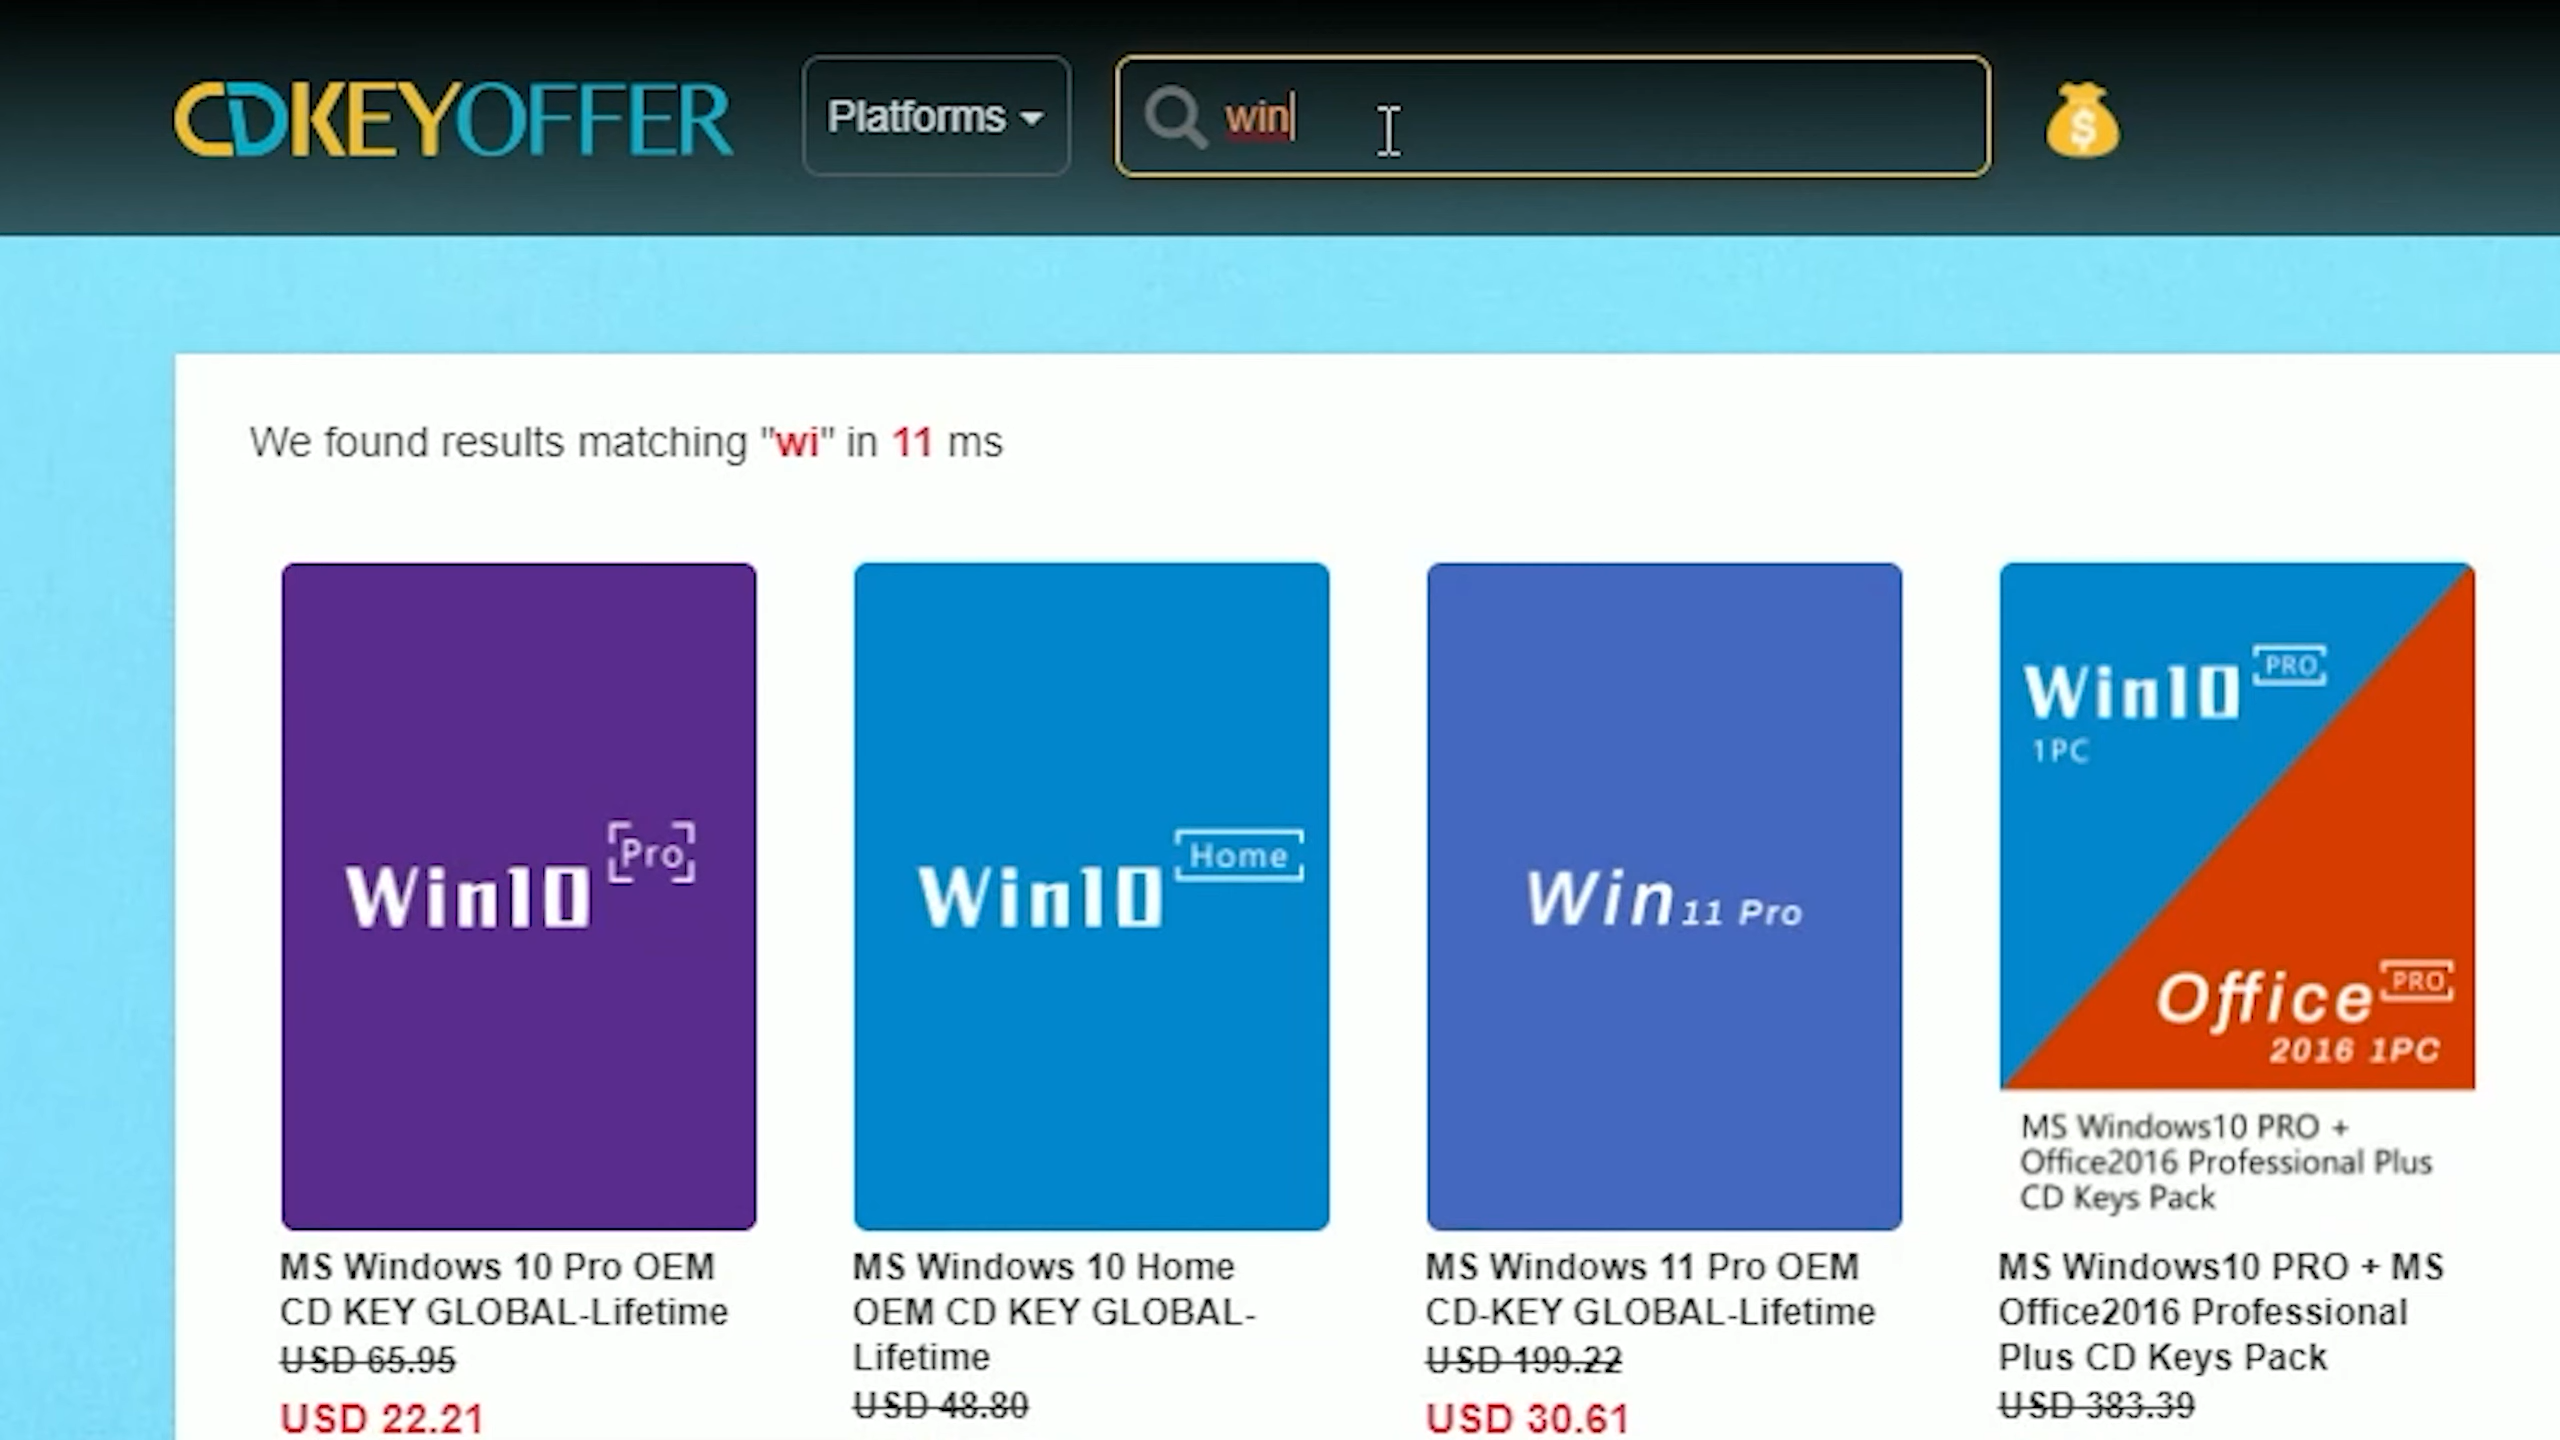 CDKEYOFFER
Platforms
win
We found results matching "wi" in 11 ms
Win10 Pro
Win10 Home
Win 11 Pro
Win10 PRO
1PC
Office PRO
2016 1PC
MS Windows10 PRO +
Office2016 Professional Plus
CD Keys Pack
MS Windows 10 Pro OEM
CD KEY GLOBAL-Lifetime
USD 65.95
USD 22.21
MS Windows 10 Home
OEM CD KEY GLOBAL-
Lifetime
USD 48.80
MS Windows 11 Pro OEM
CD-KEY GLOBAL-Lifetime
USD 199.22
USD 30.61
MS Windows10 PRO + MS
Office2016 Professional
Plus CD Keys Pack
USD 383.39